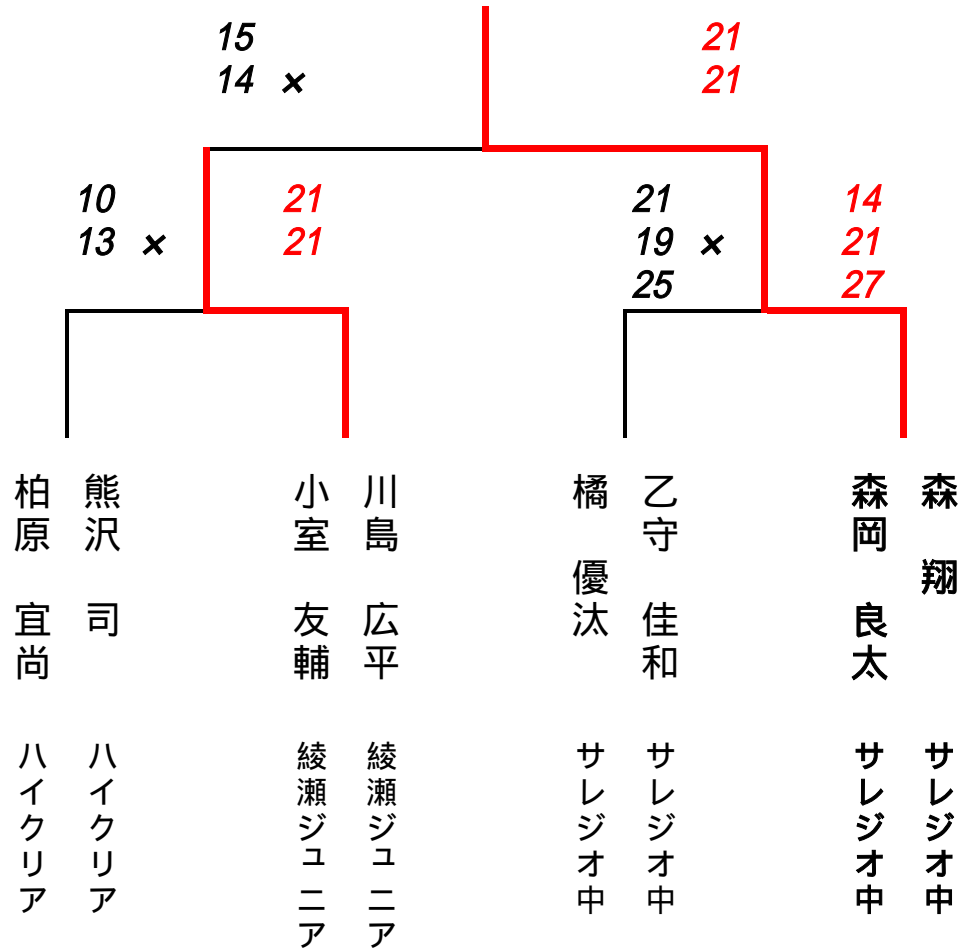 15
14 ×
21
21
10
13 ×
21
21
21
19 ×
25
14
21
27
熊沢 司
柏原 宜尚
川島 広平
小室 友輔
乙守 佳和
橘 優汰
森 翔
森岡 良太
ハイクリア
ハイクリア
綾瀬ジュニア
綾瀬ジュニア
サレジオ中
サレジオ中
サレジオ中
サレジオ中